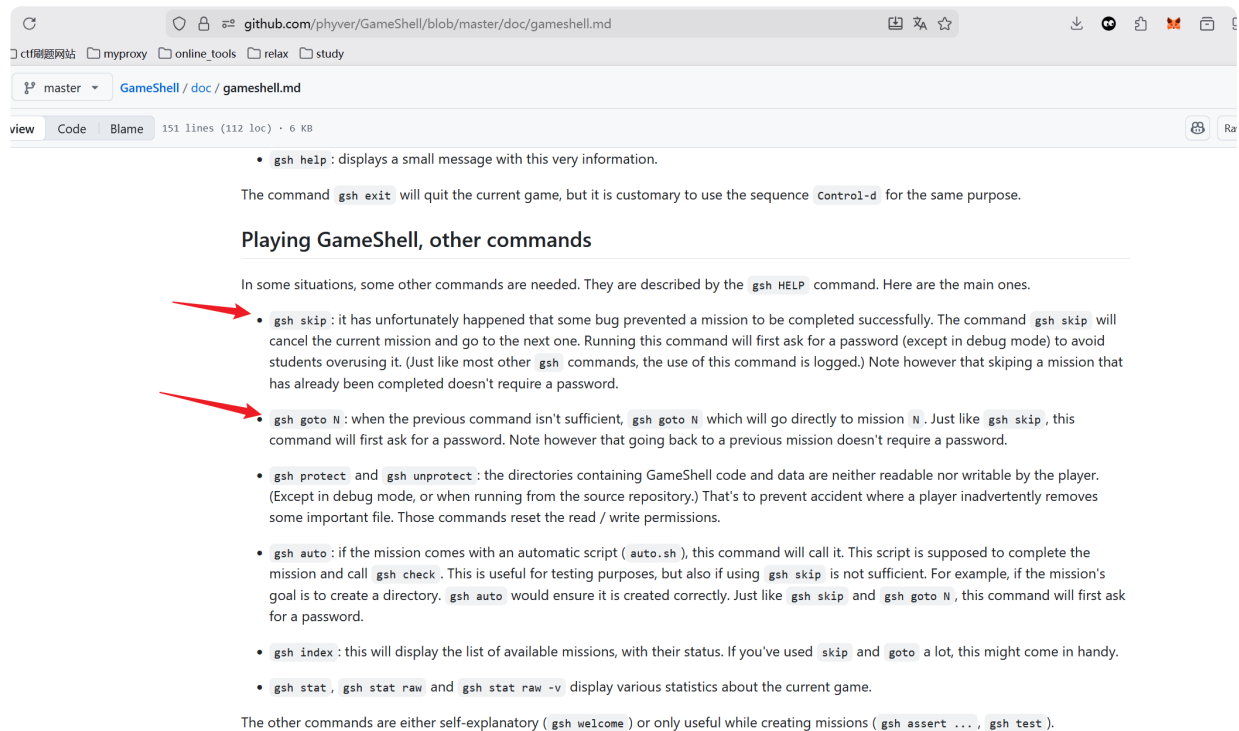 github.com/phyver/GameShell/blob/master/doc/gameshell.md
ctf刷题网站 myproxy online_tools relax study
master GameShell / doc / gameshell.md
view Code Blame 151 lines (112 loc) · 6 KB
gsh help : displays a small message with this very information.
The command gsh exit will quit the current game, but it is customary to use the sequence Control-d for the same purpose.
Playing GameShell, other commands
In some situations, some other commands are needed. They are described by the gsh HELP command. Here are the main ones.
gsh skip : it has unfortunately happened that some bug prevented a mission to be completed successfully. The command gsh skip will
cancel the current mission and go to the next one. Running this command will first ask for a password (except in debug mode) to avoid
students overusing it. (Just like most other gsh commands, the use of this command is logged.) Note however that skiping a mission that
has already been completed doesn't require a password.
gsh goto N : when the previous command isn't sufficient, gsh goto N which will go directly to mission N . Just like gsh skip , this
command will first ask for a password. Note however that going back to a previous mission doesn't require a password.
gsh protect and gsh unprotect : the directories containing GameShell code and data are neither readable nor writable by the player.
(Except in debug mode, or when running from the source repository.) That's to prevent accident where a player inadvertently removes
some important file. Those commands reset the read / write permissions.
gsh auto : if the mission comes with an automatic script ( auto.sh ), this command will call it. This script is supposed to complete the
mission and call gsh check . This is useful for testing purposes, but also if using gsh skip is not sufficient. For example, if the mission's
goal is to create a directory. gsh auto would ensure it is created correctly. Just like gsh skip and gsh goto N , this command will first ask
for a password.
gsh index : this will display the list of available missions, with their status. If you've used skip and goto a lot, this might come in handy.
gsh stat , gsh stat raw and gsh stat raw -v display various statistics about the current game.
The other commands are either self-explanatory ( gsh welcome ) or only useful while creating missions ( gsh assert ... , gsh test ).